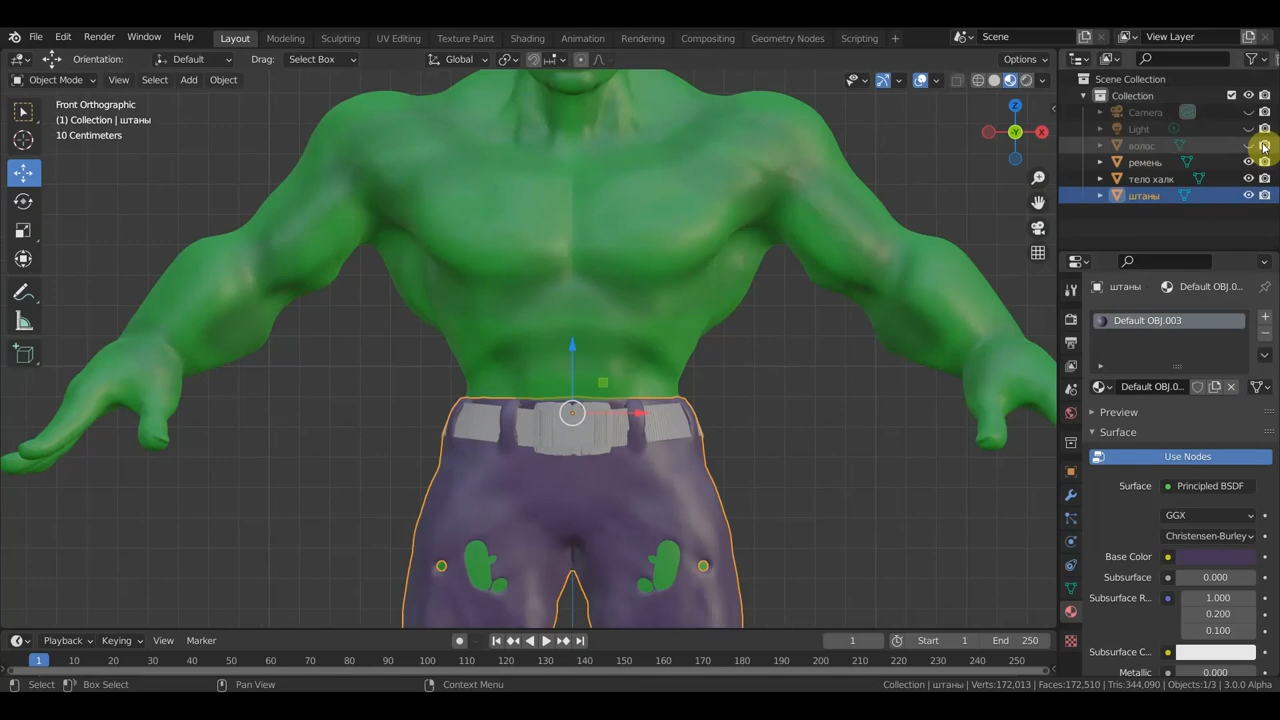 File Edit Render Window Help Layout Modeling Sculpting UV Editing Texture Paint Shading Animation Rendering Compositing Geometry Nodes Scripting + Scene View Layer
Orientation: Default Drag: Select Box Global Options
Object Mode View Select Add Object
Front Orthographic
(1) Collection | штаны
10 Centimeters
X
-Y
Z
Scene Collection
Collection
Camera
Light
волос
ремень
тело халк
штаны
штаны Default OBJ.0...
Default OBJ.003
Default OBJ.00...
Preview
Surface
Use Nodes
Surface Principled BSDF
GGX
Christensen-Burley
Base Color
Subsurface 0.000
Subsurface R... 1.000
0.200
0.100
Subsurface C...
Metallic 0.000
Playback Keying View Marker 1 Start 1 End 250
1 10 20 30 40 50 60 70 80 90 100 110 120 130 140 150 160 170 180 190 200 210 220 230 240 250
Select Box Select Pan View Context Menu Collection | штаны | Verts:172,013 | Faces:172,510 | Tris:344,090 | Objects:1/3 | 3.0.0 Alpha